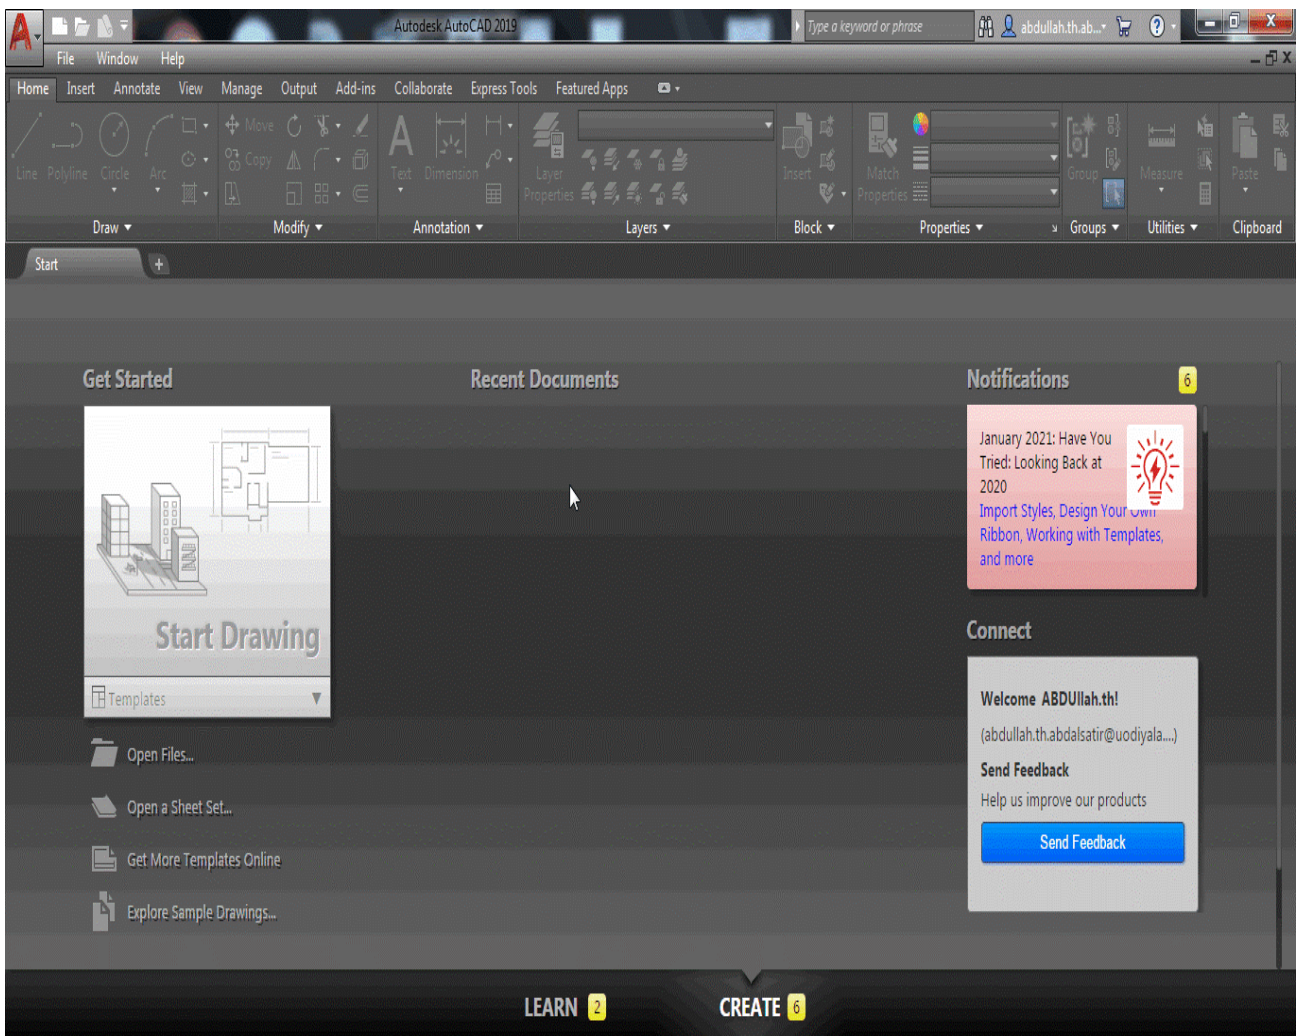 Autodesk AutoCAD 2019
Type a keyword or phrase
abdullah.th.ab...
File Window Help
Home Insert Annotate View Manage Output Add-ins Collaborate Express Tools Featured Apps
Line Polyline Circle Arc
Move
Copy
Text Dimension
Layer
Properties
Insert
Match
Properties
Group
Measure
Paste
Draw Modify Annotation Layers Block Properties Groups Utilities Clipboard
Start
Get Started
Start Drawing
Templates
Open Files...
Open a Sheet Set...
Get More Templates Online
Explore Sample Drawings...
Recent Documents
Notifications 6
January 2021: Have You
Tried: Looking Back at
2020
Import Styles, Design Your Own
Ribbon, Working with Templates,
and more
Connect
Welcome ABDUllah.th!
(abdullah.th.abdalsatir@uodiyala....)
Send Feedback
Help us improve our products
Send Feedback
LEARN 2 CREATE 6